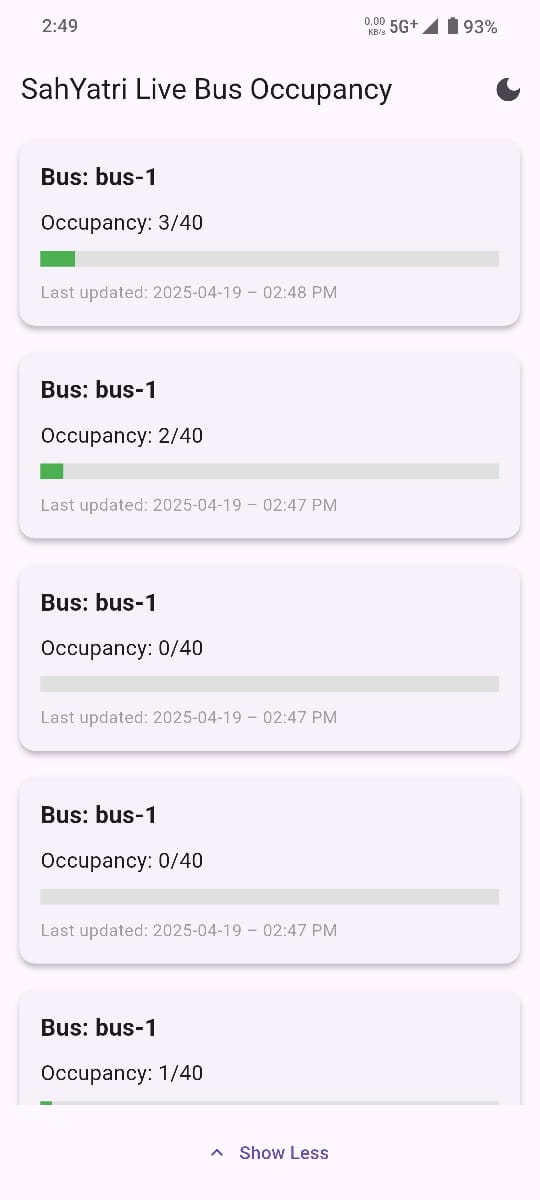 2:49
0.00
KB/s
5G+
93%
SahYatri Live Bus Occupancy
Bus: bus-1
Occupancy: 3/40
Last updated: 2025-04-19 – 02:48 PM
Bus: bus-1
Occupancy: 2/40
Last updated: 2025-04-19 – 02:47 PM
Bus: bus-1
Occupancy: 0/40
Last updated: 2025-04-19 – 02:47 PM
Bus: bus-1
Occupancy: 0/40
Last updated: 2025-04-19 – 02:47 PM
Bus: bus-1
Occupancy: 1/40
Show Less